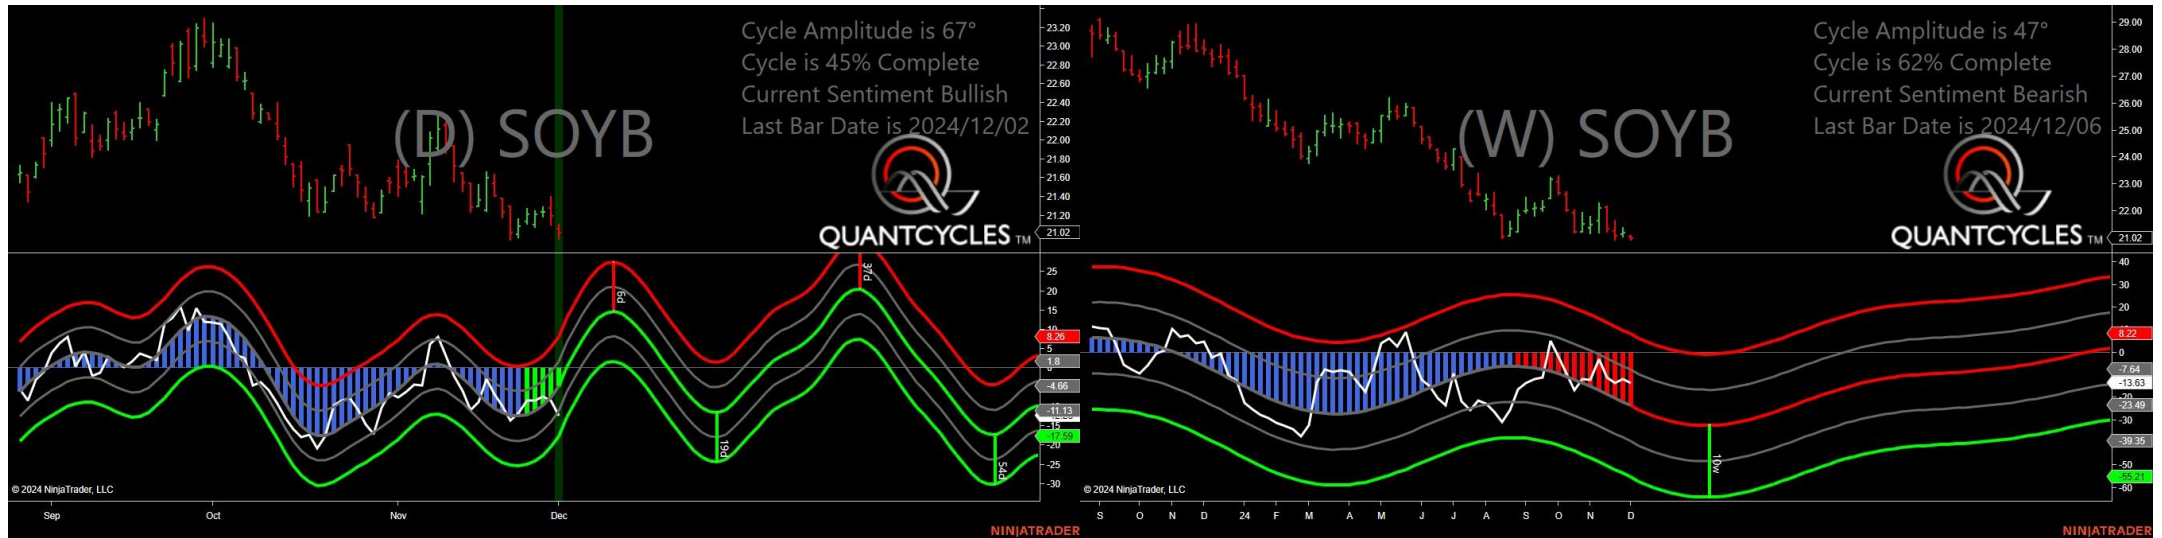 Cycle Amplitude is 67°
Cycle is 45% Complete
Current Sentiment Bullish
Last Bar Date is 2024/12/02
(D) SOYB
QUANTCYCLES TM
23.20
23.00
22.80
22.60
22.40
22.20
22.00
21.80
21.60
21.40
21.20
21.02
6d
37d
19d
54d
25
20
15
10
8.26
5
1.8
0
-4.66
-11.13
-15
-17.59
-20
-25
-30
© 2024 NinjaTrader, LLC
Sep Oct Nov Dec
NINJATRADER
Cycle Amplitude is 47°
Cycle is 62% Complete
Current Sentiment Bearish
Last Bar Date is 2024/12/06
(W) SOYB
QUANTCYCLES TM
29.00
28.00
27.00
26.00
25.00
24.00
23.00
22.00
21.02
10w
40
30
20
8.22
0
-7.64
-13.63
-23.49
-30
-39.35
-50
-55.21
-60
© 2024 NinjaTrader, LLC
S O N D 24 F M A M J J A S O N D
NINJATRADER